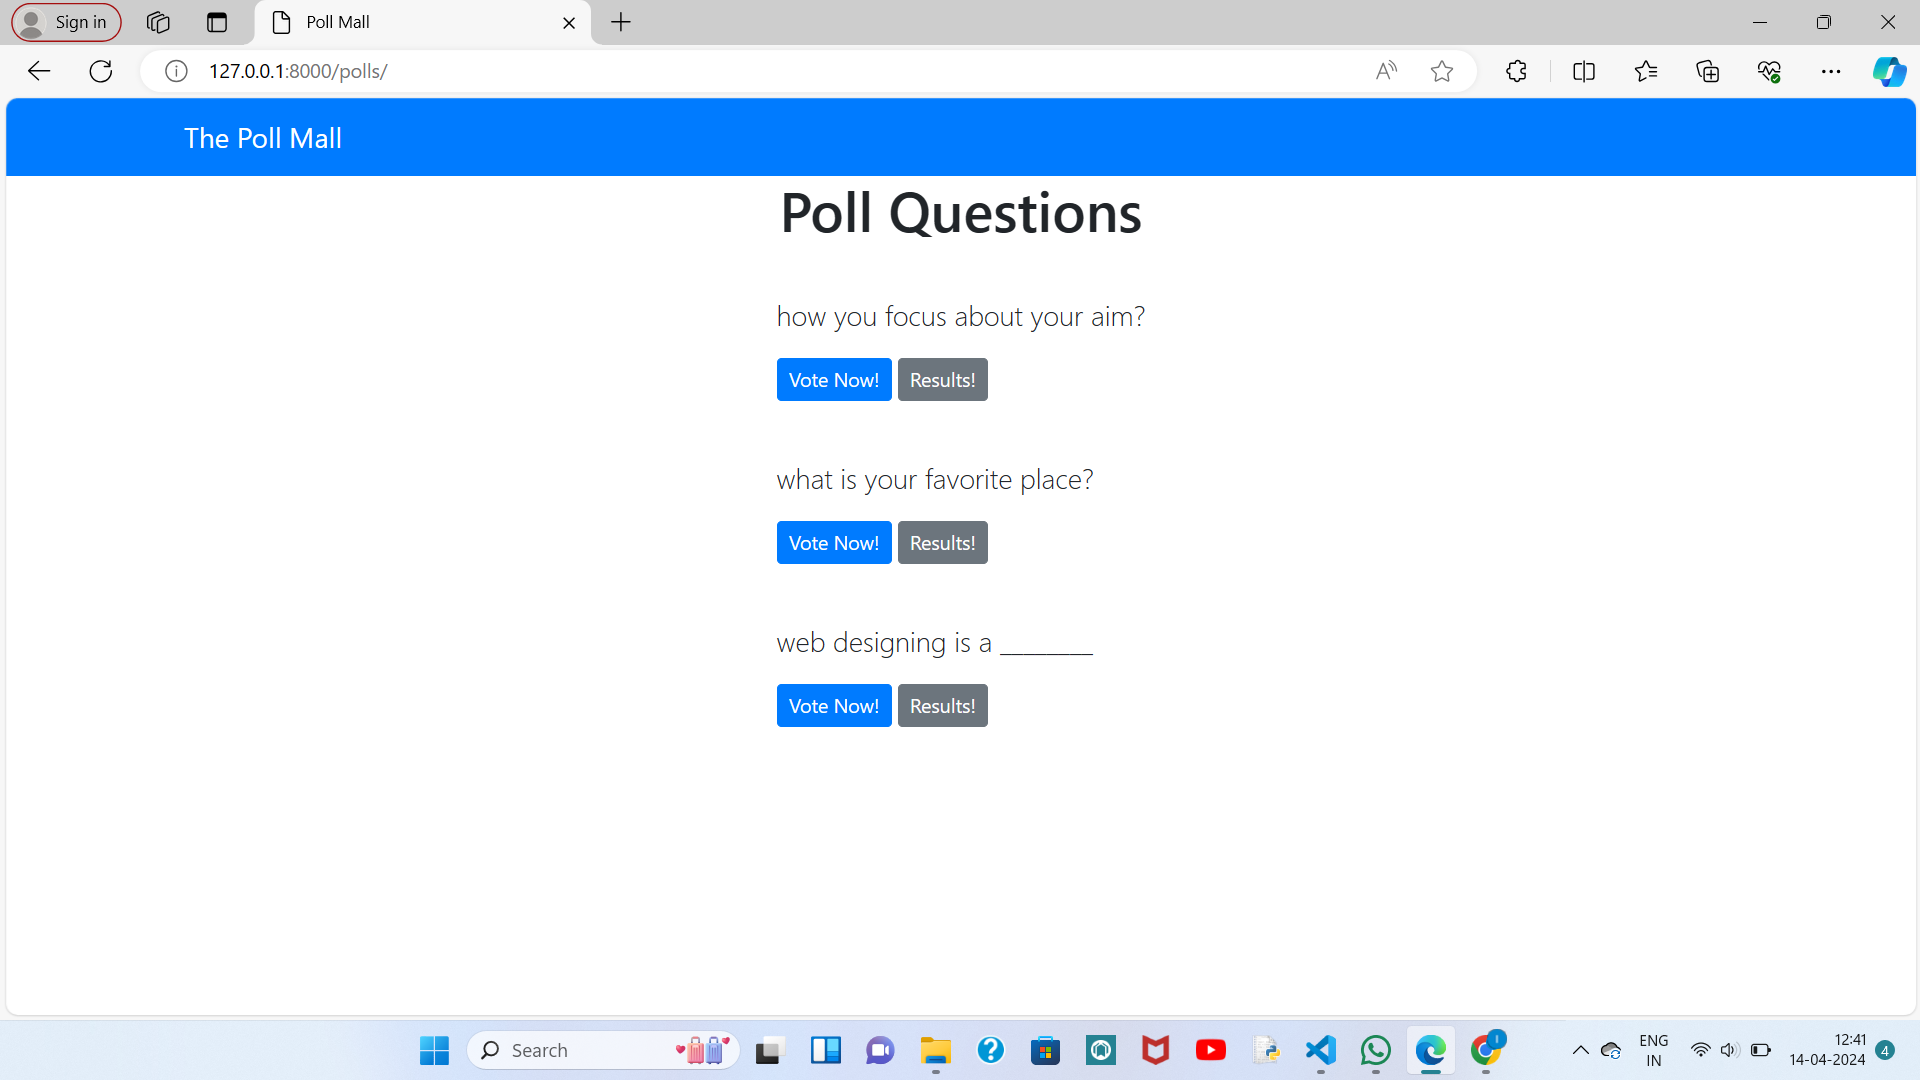 Sign in
Poll Mall
127.0.0.1:8000/polls/
The Poll Mall
Poll Questions
how you focus about your aim?
Vote Now! Results!
what is your favorite place?
Vote Now! Results!
web designing is a ________
Vote Now! Results!
Search
ENG
IN
12:41
14-04-2024
4